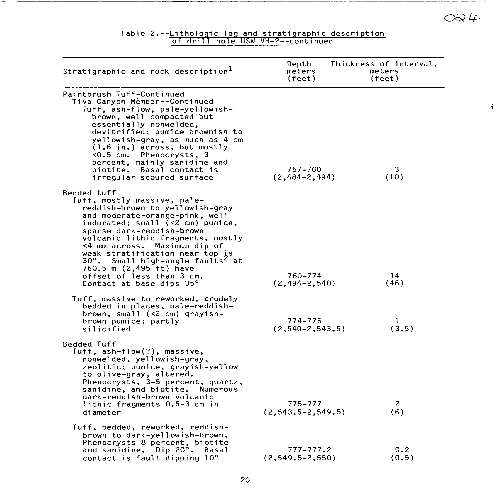 024
Table 2.--Lithologic log and stratigraphic description
of drill hole USW VH-2--continued
Depth Thickness of interval,
Stratigraphic and rock description1 meters meters
(feet) (feet)
Paintbrush Tuff-Continued
Tiva Canyon Member--Continued
Tuff, ash-flow, pale-yellowish-
brown, well compacted but
essentially nonwelded,
devitrified; pumice brownish to
yellowish-gray, as much as 4 cm
(1.6 in.) across, but mostly
<0.5 cm. Phenocrysts, 3
percent, mainly sanidine and
biotite. Basal contact is 757-760 3
irregular scoured surface (2,484-2,494) (10)
Bedded tuff
Tuff, mostly massive, pale-
reddish-brown to yellowish-gray
and moderate-orange-pink, well
indurated; small (<2 cm) pumice,
sparse dark-reddish-brown
volcanic lithic fragments, mostly
<4 mm across. Maximum dip of
weak stratification near top is
30°. Small high-angle faults at
760.5 m (2,495 ft) have
offset of less than 3 cm. 760-774 14
Contact at base dips 35° (2,494-2,540) (46)
Tuff, massive to reworked, crudely
bedded in places, pale-reddish-
brown, small (<2 cm) grayish-
brown pumice; partly 774-775 1
silicified (2,540-2,543.5) (3.5)
Bedded Tuff
Tuff, ash-flow(?), massive,
nonwelded, yellowish-gray,
zeolitic; pumice, grayish-yellow
to olive-gray, altered.
Phenocrysts, 3-5 percent, quartz,
sanidine, and biotite. Numerous
dark-reddish-brown volcanic
lithic fragments 0.5-3 cm in 775-777 2
diameter (2,543.5-2,549.5) (6)
Tuff, bedded, reworked, reddish-
brown to dark-yellowish-brown.
Phenocrysts 8 percent, biotite
and sanidine. Dip 20°. Basal 777-777.2 0.2
contact is fault dipping 10° (2,549.5-2,550) (0.5)
20